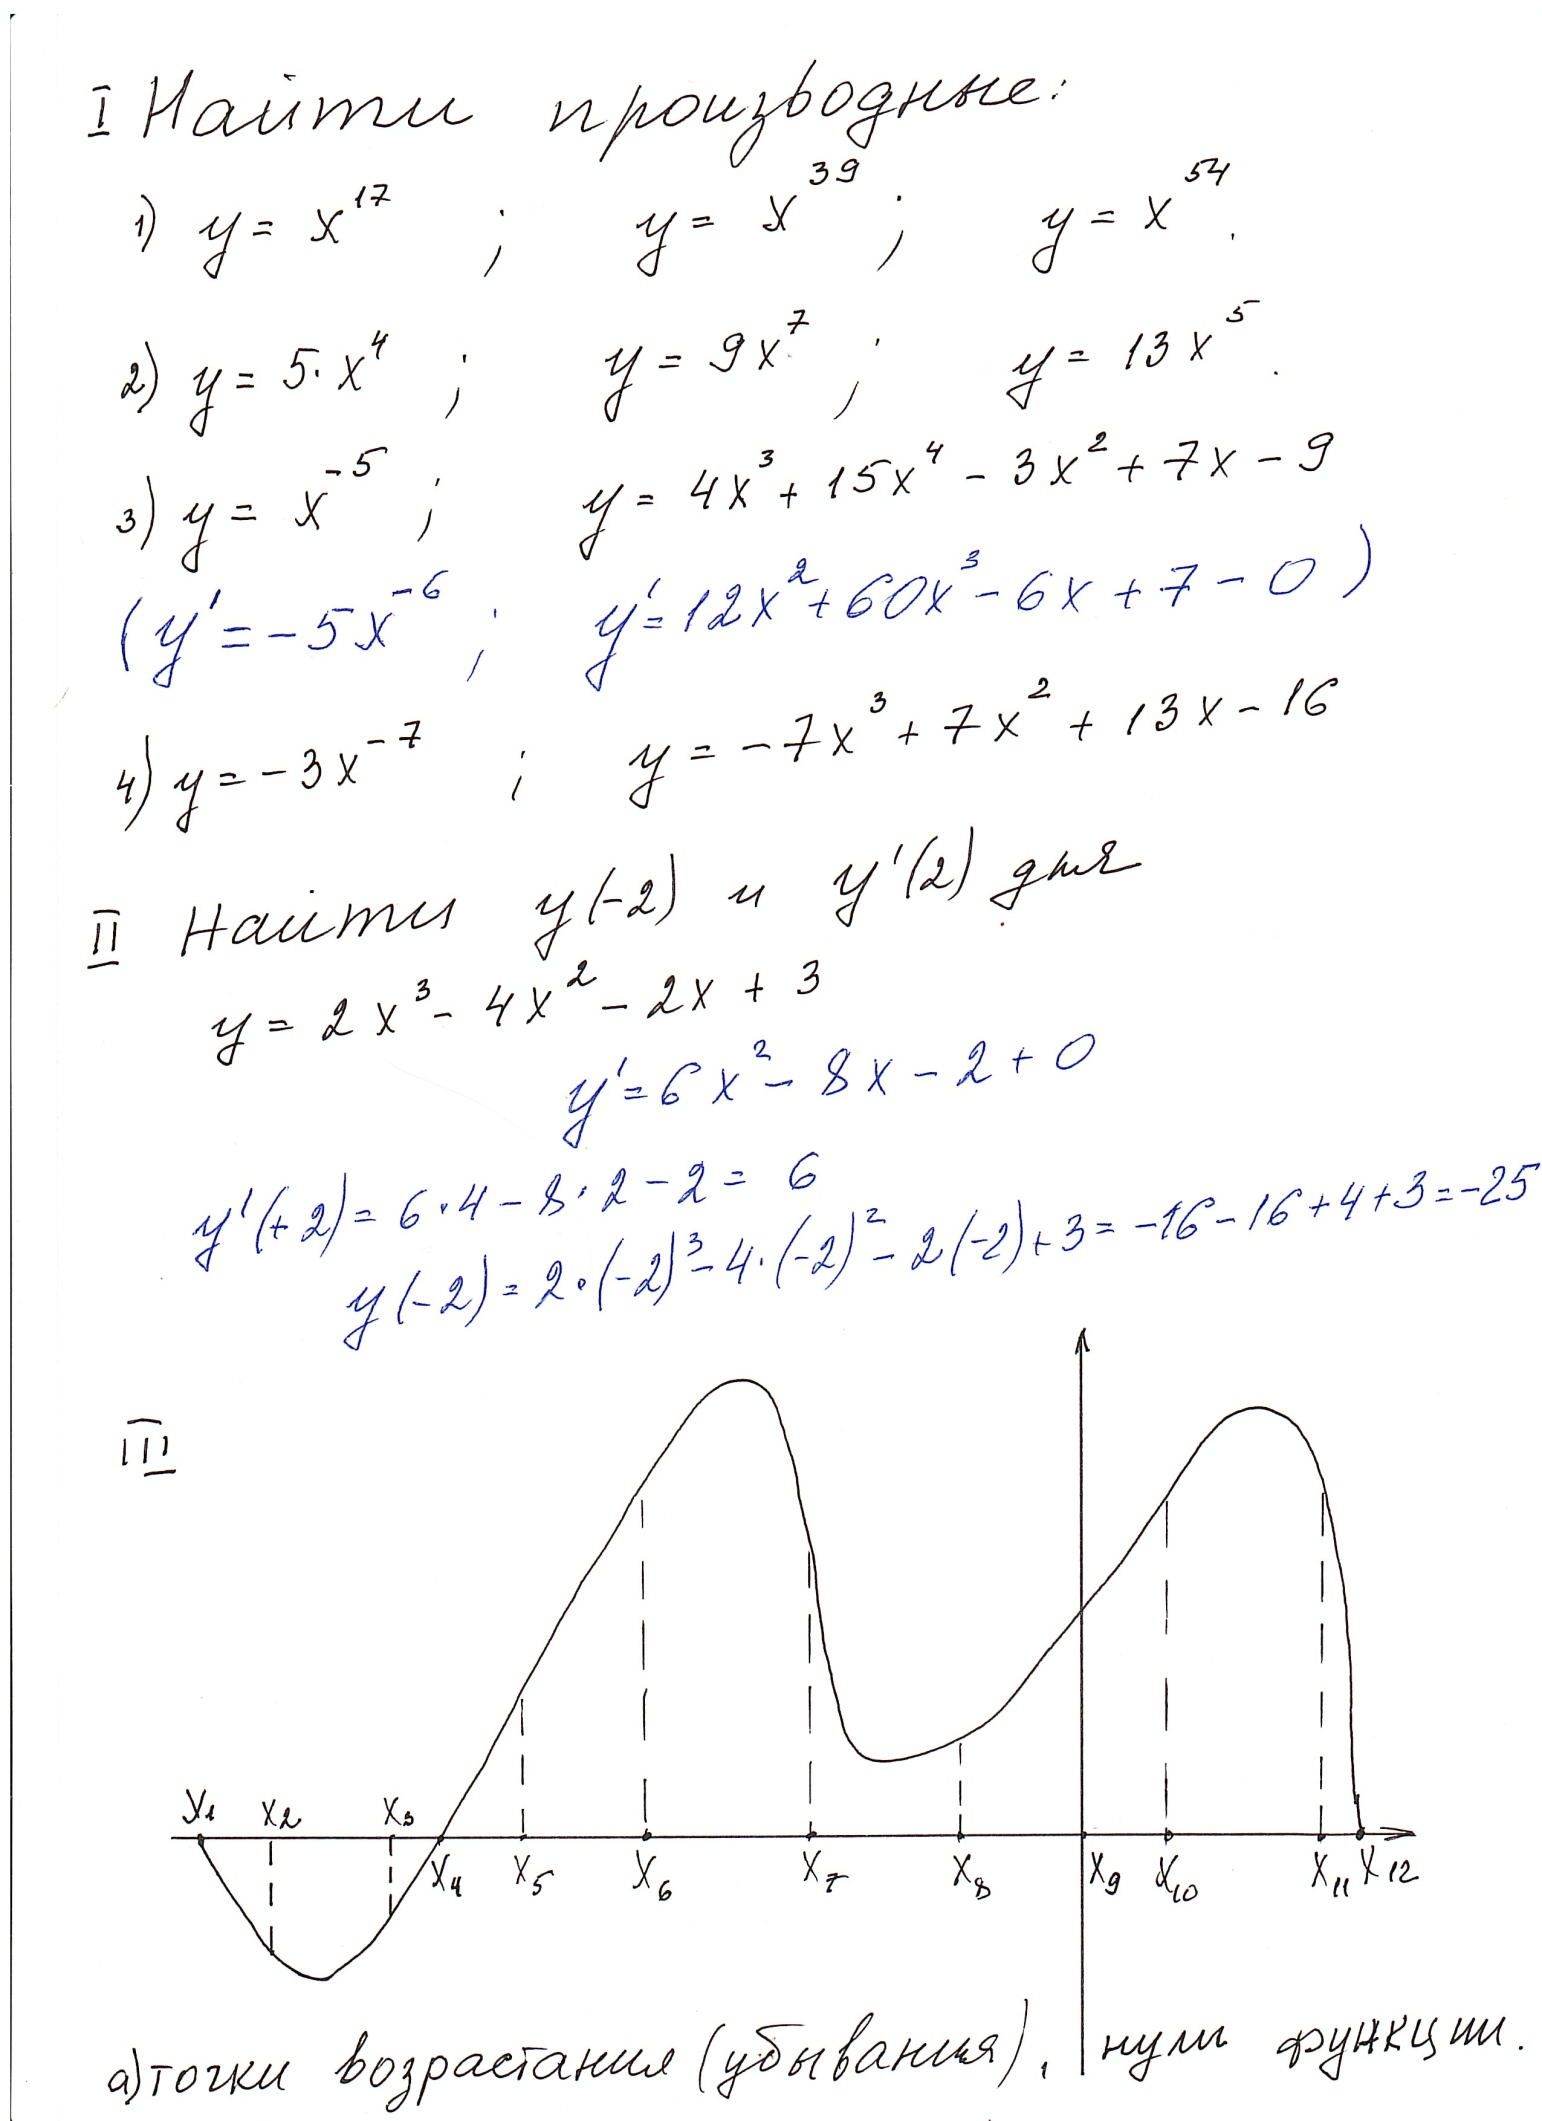 I Найти производные:
1) y = x^17 ; y = x^39 ; y = x^54 .
2) y = 5·x^4 ; y = 9x^7 ; y = 13x^5 .
3) y = x^-5 ; y = 4x^3 + 15x^4 - 3x^2 + 7x - 9
(y' = -5x^-6 ; y' = 12x^2 + 60x^3 - 6x + 7 - 0)
4) y = -3x^-7 ; y = -7x^3 + 7x^2 + 13x - 16
II Найти y(-2) и y'(2) для
y = 2x^3 - 4x^2 - 2x + 3
y' = 6x^2 - 8x - 2 + 0
y'(+2) = 6·4 - 8·2 - 2 = 6
y(-2) = 2·(-2)^3 - 4·(-2)^2 - 2(-2) + 3 = -16 - 16 + 4 + 3 = -25
III
x1 x2 x3
x4 x5 x6 x7 x8 x9 x10 x11 x12
а) точки возрастания (убывания), нули функции.